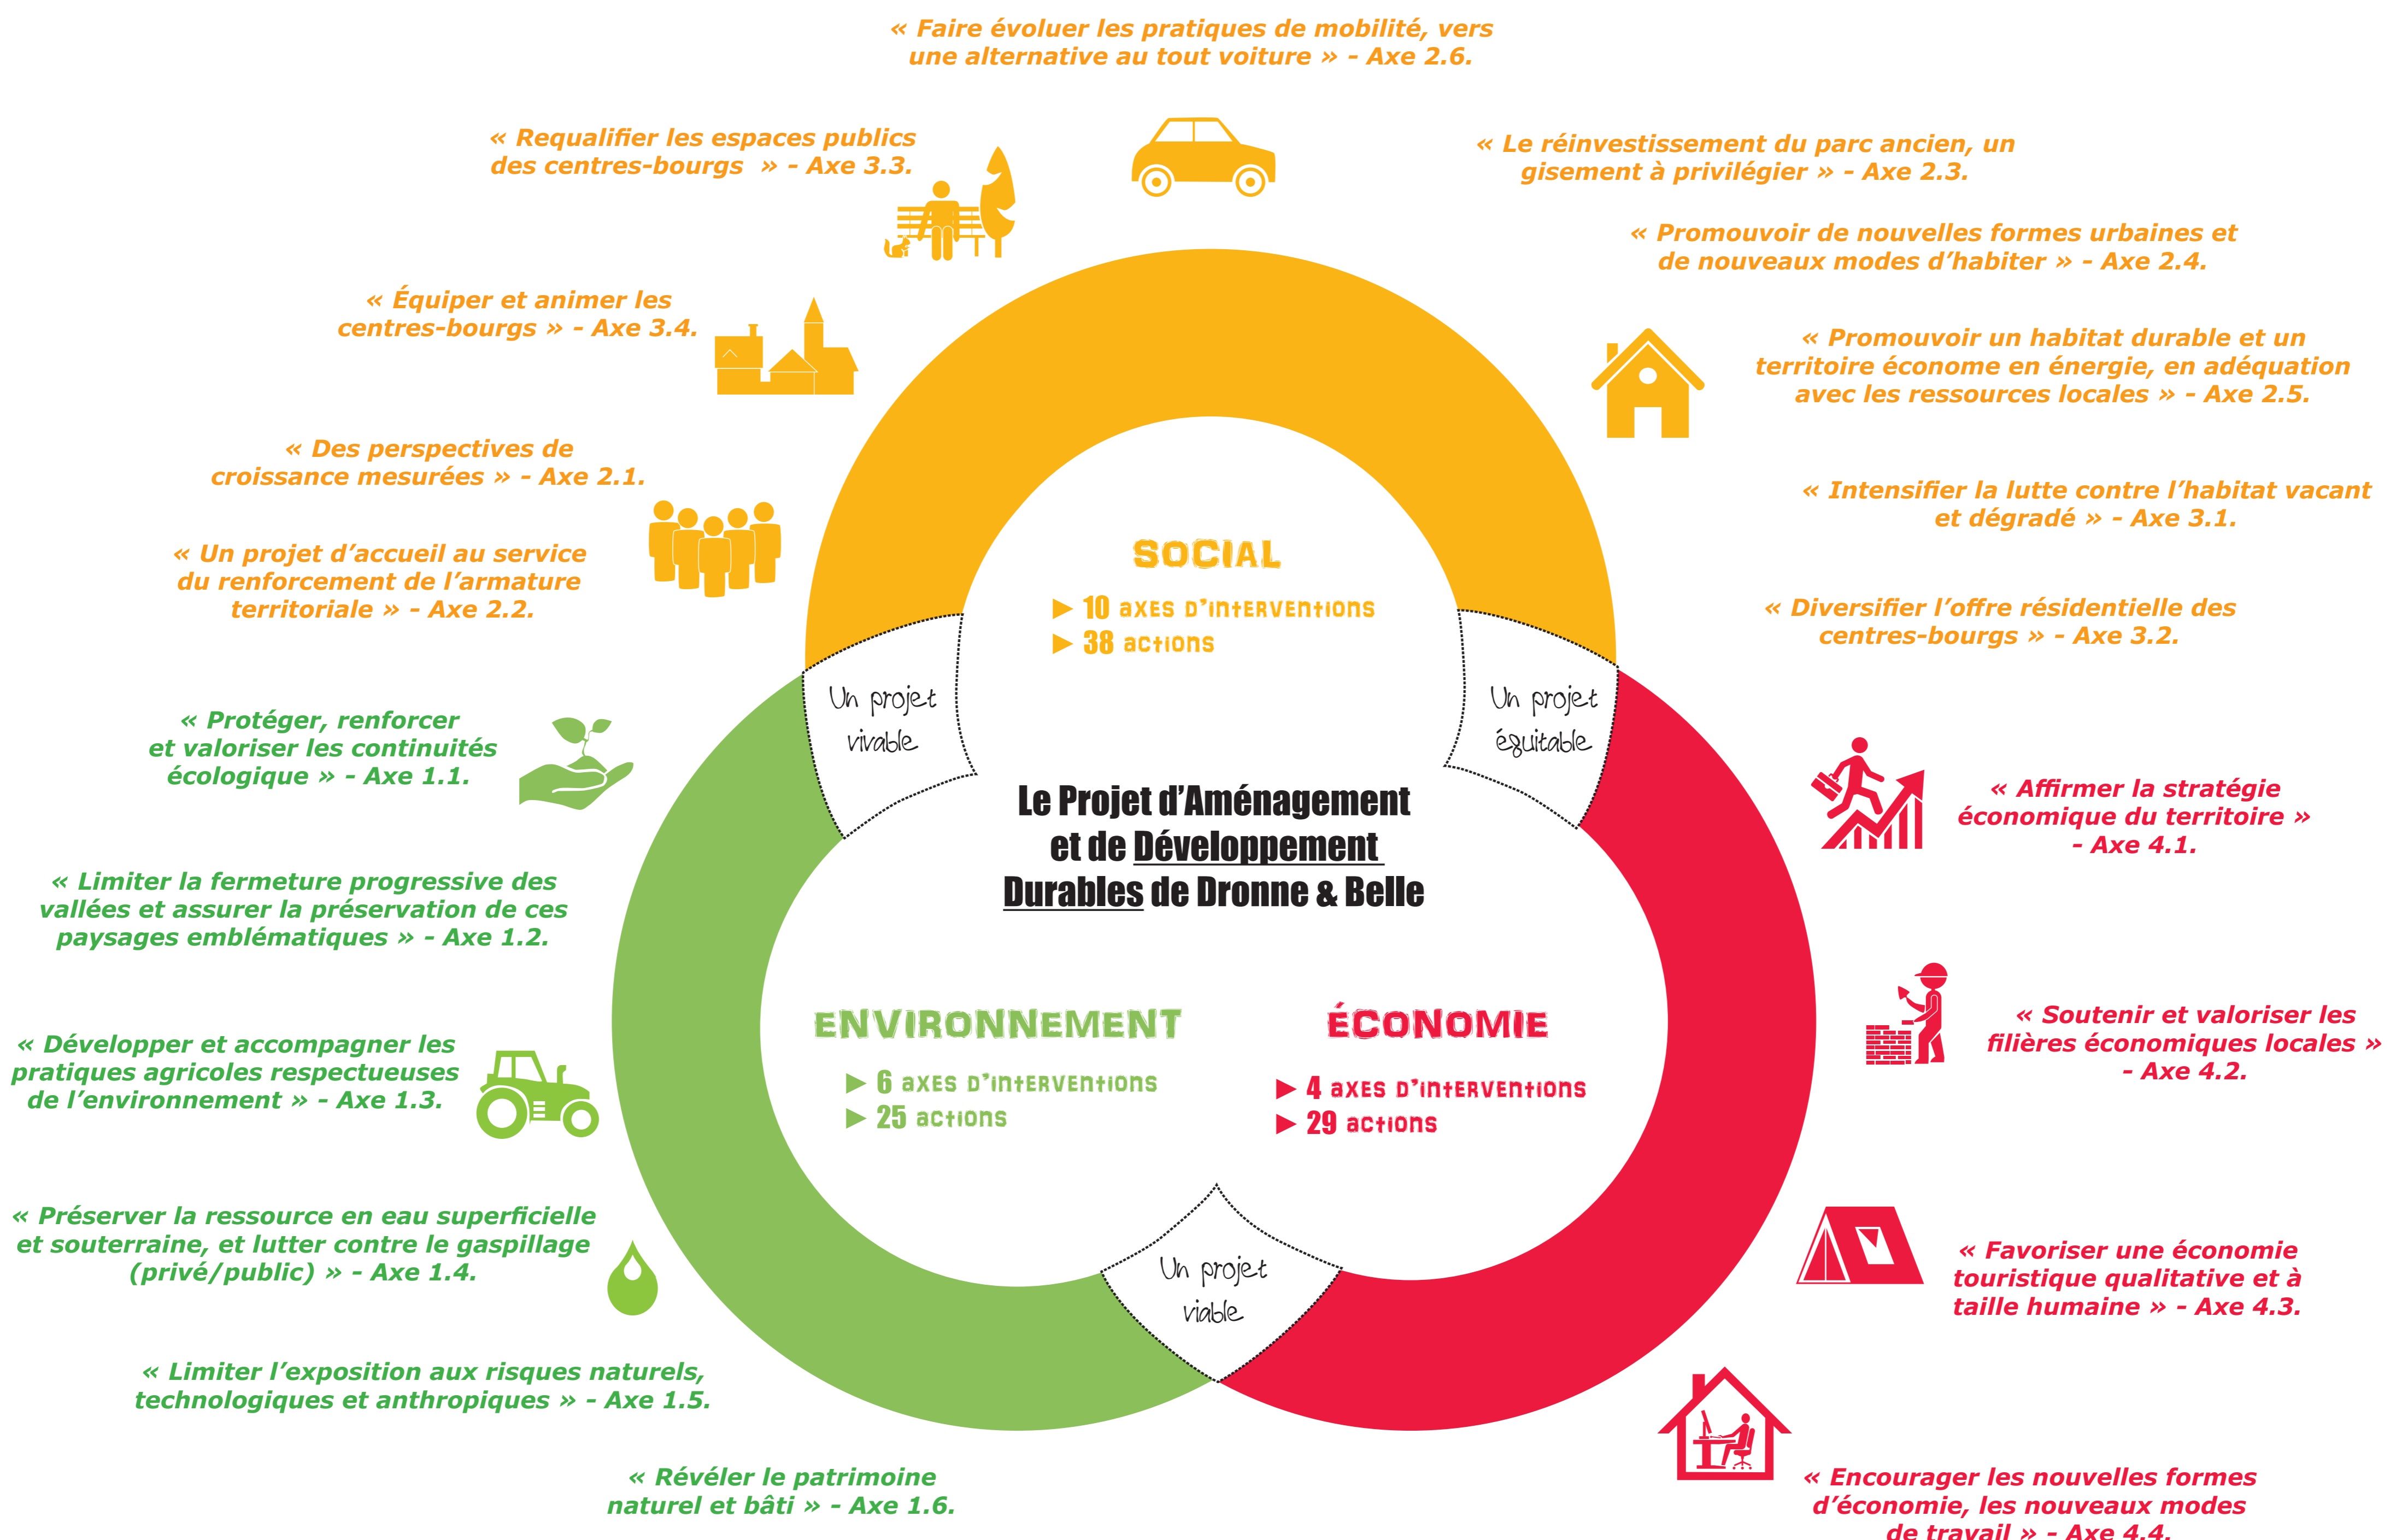 « Faire évoluer les pratiques de mobilité, vers
une alternative au tout voiture » – Axe 2.6.
« Requalifier les espaces publics
des centres-bourgs  » – Axe 3.3.
« Le réinvestissement du parc ancien, un
gisement à privilégier » – Axe 2.3.
« Promouvoir de nouvelles formes urbaines et
de nouveaux modes d’habiter » – Axe 2.4.
« Équiper et animer les
centres-bourgs » – Axe 3.4.
« Promouvoir un habitat durable et un
territoire économe en énergie, en adéquation
avec les ressources locales » – Axe 2.5.
« Des perspectives de
croissance mesurées » – Axe 2.1.
« Intensifier la lutte contre l’habitat vacant
et dégradé » – Axe 3.1.
« Un projet d’accueil au service
du renforcement de l’armature
territoriale » – Axe 2.2.
« Diversifier l’offre résidentielle des
centres-bourgs » – Axe 3.2.
SOCIAL
► 10 axes d’interventions
► 38 actions
Un projet
vivable
Un projet
équitable
« Protéger, renforcer
et valoriser les continuités
écologique » – Axe 1.1.
« Affirmer la stratégie
économique du territoire »
– Axe 4.1.
Le Projet d’Aménagement
et de Développement
Durables de Dronne & Belle
« Limiter la fermeture progressive des
vallées et assurer la préservation de ces
paysages emblématiques » – Axe 1.2.
ENVIRONNEMENT
► 6 axes d’interventions
► 25 actions
ÉCONOMIE
► 4 axes d’interventions
► 29 actions
« Soutenir et valoriser les
filières économiques locales »
– Axe 4.2.
« Développer et accompagner les
pratiques agricoles respectueuses
de l’environnement » – Axe 1.3.
« Préserver la ressource en eau superficielle
et souterraine, et lutter contre le gaspillage
(privé/public) » – Axe 1.4.
Un projet
viable
« Favoriser une économie
touristique qualitative et à
taille humaine » – Axe 4.3.
« Limiter l’exposition aux risques naturels,
technologiques et anthropiques » – Axe 1.5.
« Révéler le patrimoine
naturel et bâti » – Axe 1.6.
« Encourager les nouvelles formes
d’économie, les nouveaux modes
de travail » – Axe 4.4.